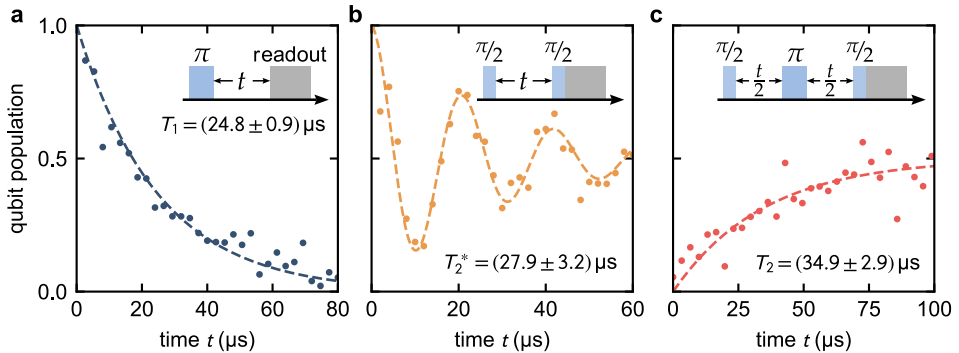 a
qubit population
1.0
0.5
0.0
π
readout
t
T₁ = (24.8 ± 0.9) µs
0 20 40 60 80
time t (µs)
b
π/2 π/2
t
T₂* = (27.9 ± 3.2) µs
0 20 40 60
time t (µs)
c
π/2 π π/2
t/2 t/2
T₂ = (34.9 ± 2.9) µs
0 25 50 75 100
time t (µs)